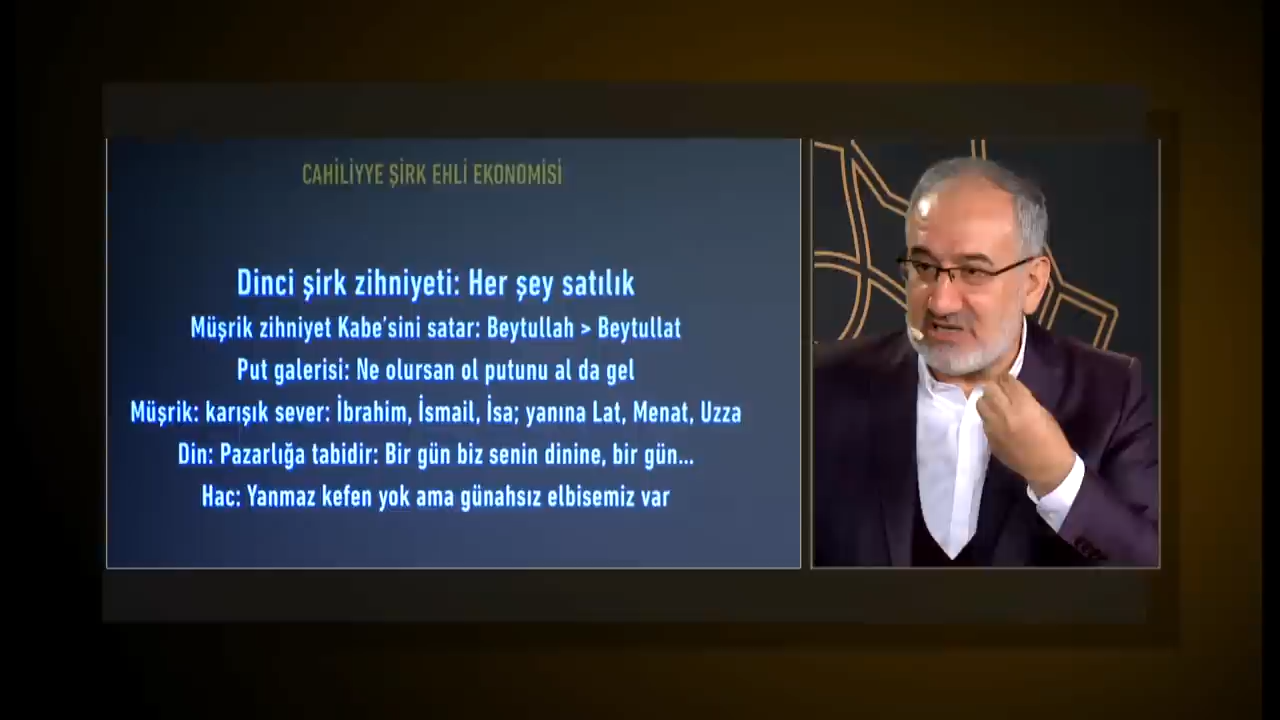 CAHİLİYYE ŞİRK EHLİ EKONOMİSİ
Dinci şirk zihniyeti: Her şey satılık
Müşrik zihniyet Kabe'sini satar: Beytullah > Beytullat
Put galerisi: Ne olursan ol putunu al da gel
Müşrik: karışık sever: İbrahim, İsmail, İsa; yanına Lat, Menat, Uzza
Din: Pazarlığa tabidir: Bir gün biz senin dinine, bir gün...
Hac: Yanmaz kefen yok ama günahsız elbisemiz var